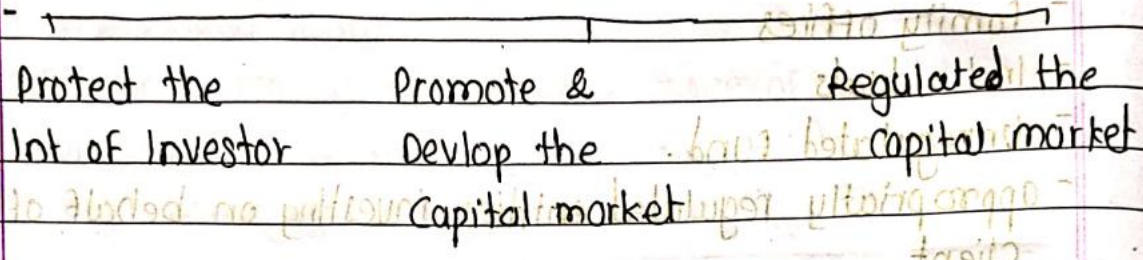 Protect the Promote & Regulated the
Int of Investor Devlop the capital market
Capital market